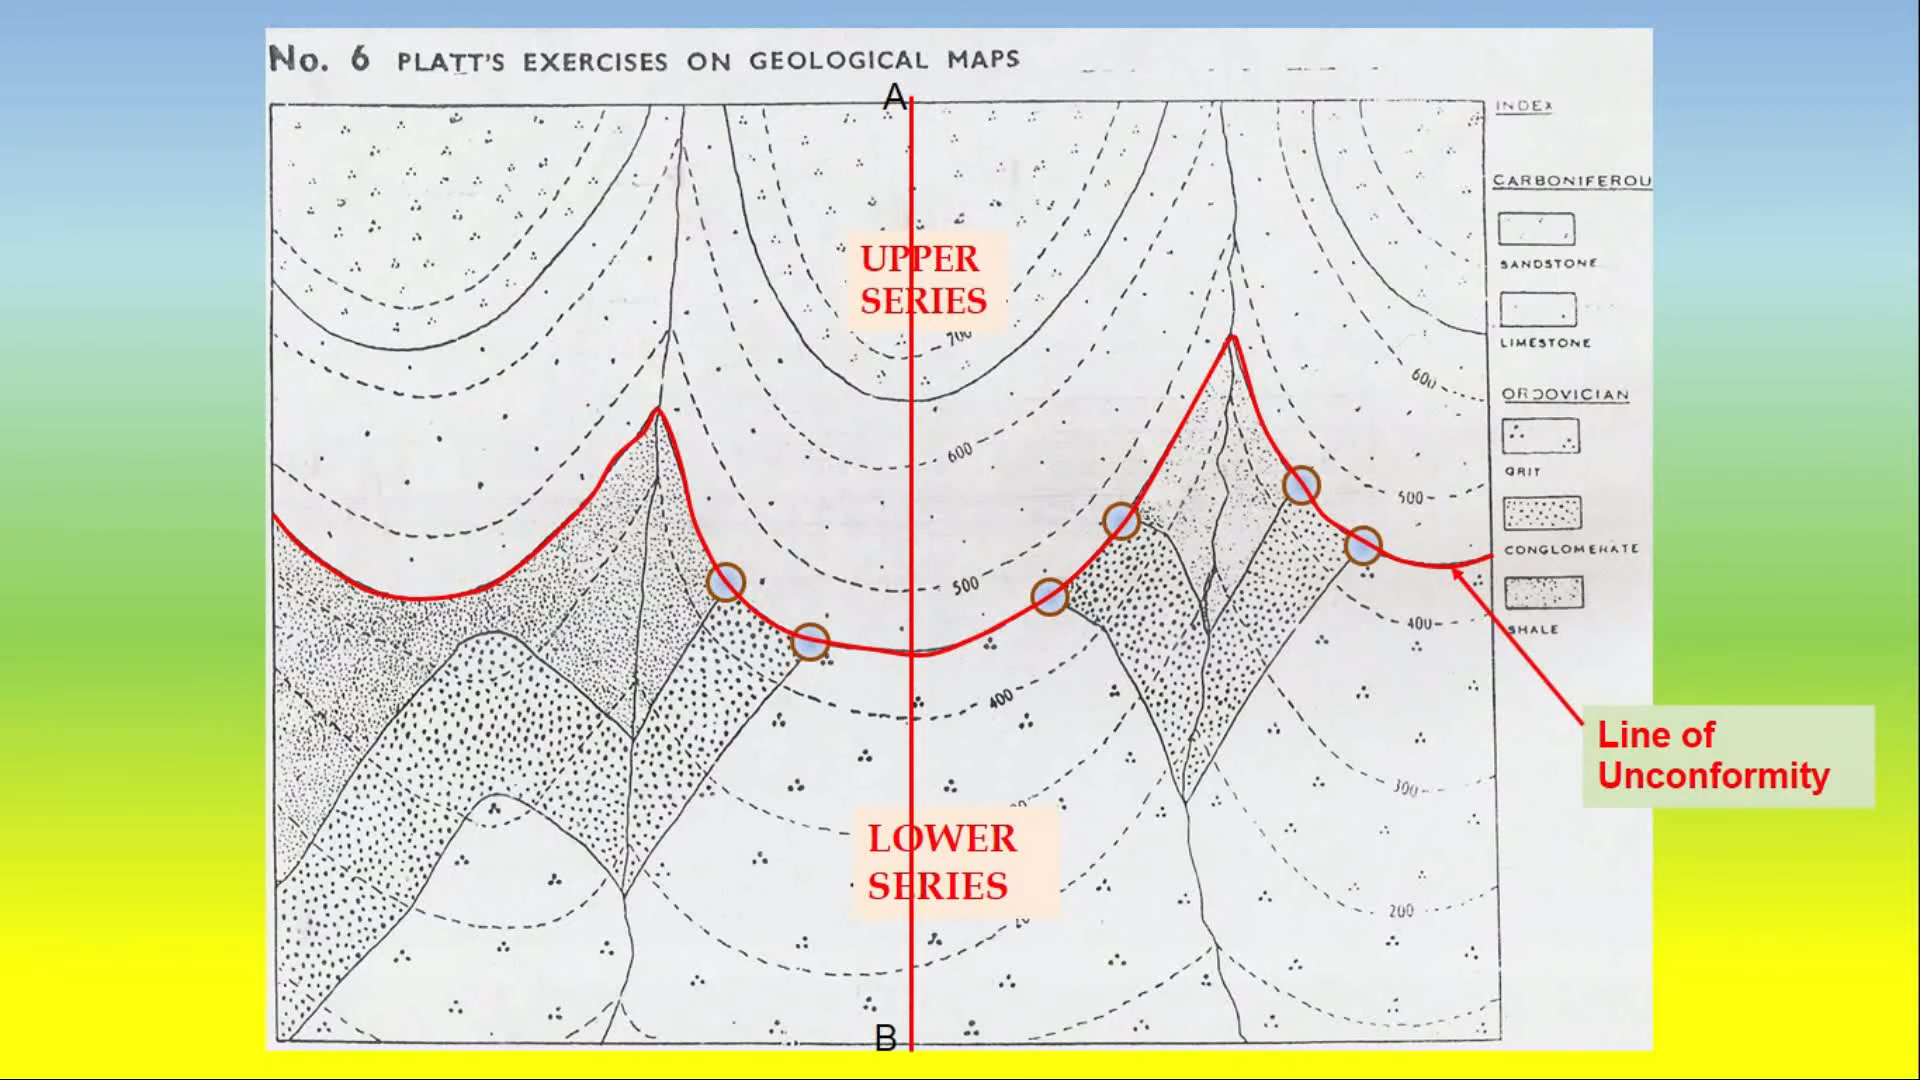 No. 6 PLATT'S EXERCISES ON GEOLOGICAL MAPS
A
INDEX
CARBONIFEROU
SANDSTONE
LIMESTONE
ORDOVICIAN
GRIT
CONGLOMERATE
SHALE
UPPER
SERIES
700
600
600
500
500
400
400
300
200
Line of
Unconformity
LOWER
SERIES
B